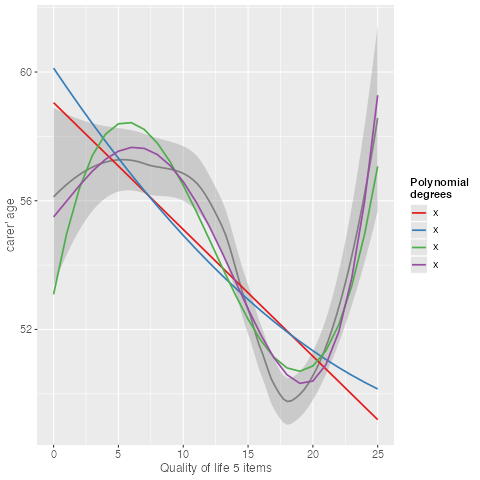 60
56
52
carer' age
0
5
10
15
20
25
Quality of life 5 items
Polynomial
degrees
x
x
x
x